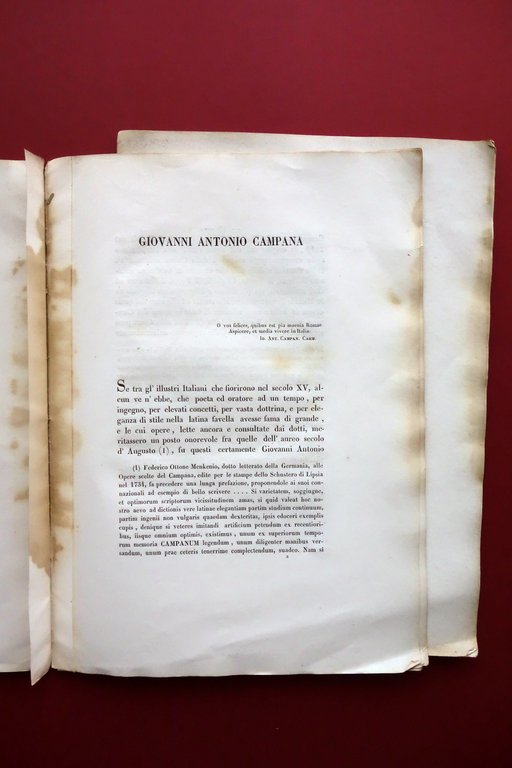 GIOVANNI ANTONIO CAMPANA
O vos felices, quibus est pia moenia Romae
Aspicere, et media vivere in Italia.
Io. Ant. Campan. Carm.
Se tra gl' illustri Italiani che fiorirono nel secolo XV, al-
cun ve n' ebbe, che poeta ed oratore ad un tempo, per
ingegno, per elevati concetti, per vasta dottrina, e per ele-
ganza di stile nella latina favella avesse fama di grande,
e le cui opere, lette ancora e consultate dai dotti, me-
ritassero un posto onorevole fra quelle dell' aureo secolo
d' Augusto (1), fu questi certamente Giovanni Antonio
(1) Federico Ottone Menkenio, dotto letterato della Germania, alle
Opere scelte del Campana, edite per le stampe dello Schustero di Lipsia
nel 1734, fa precedere una lunga prefazione, proponendole ai suoi con-
nazionali ad esempio di bello scrivere .... Si varietatem, soggiugne,
et optimorum scriptorum vicissitudinem amas, si quid valeat hoc no-
stro aevo ad dictionis vere latinae elegantiam partim studium continuum,
partim ingenii non vulgaris quaedam dexteritas, ipsis edoceri exemplis
cupis, denique si veteres imitandi artificium petendum ex recentiori-
bus, iisque omnium optimis, existimas, unum ex superiorum tempo-
rum memoria CAMPANUM legendum, unum diligenter manibus ver-
sandum, unum prae ceteris tenerrime complectendum, suadeo. Nam si